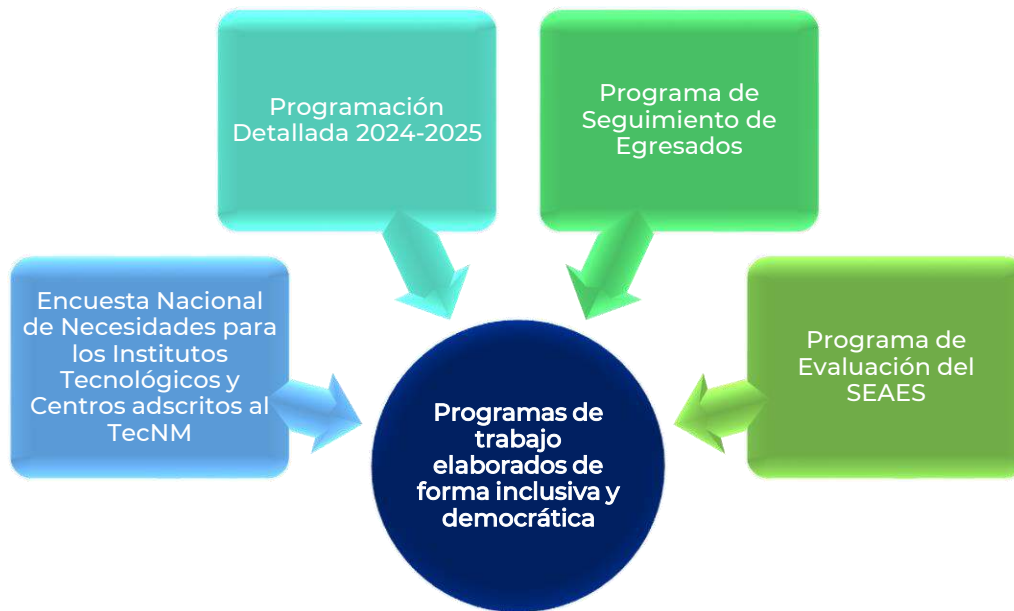 Programación
Detallada 2024-2025
Programa de
Seguimiento de
Egresados
Encuesta Nacional
de Necesidades para
los Institutos
Tecnológicos y
Centros adscritos al
TecNM
Programa de
Evaluación del
SEAES
Programas de
trabajo
elaborados de
forma inclusiva y
democrática